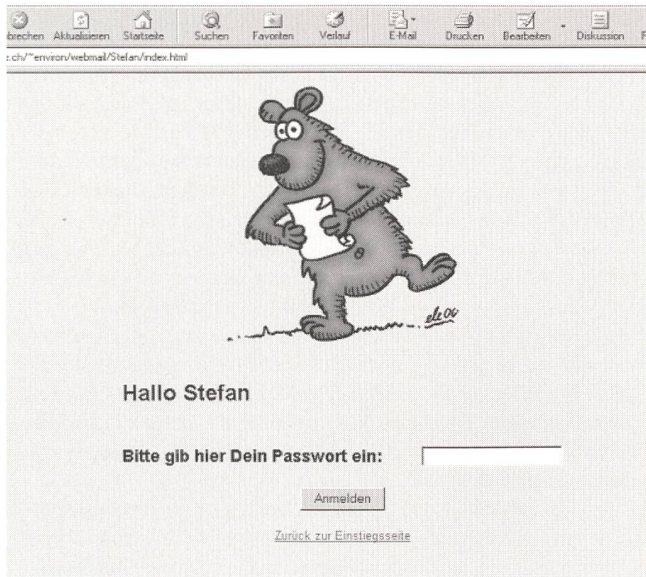 brechen Aktualisieren Startseite Suchen Favoriten Verlauf E-Mail Drucken Bearbeiten Diskussion
e.ch/~environ/webmail/Stefan/index.html
Hallo Stefan
Bitte gib hier Dein Passwort ein:
Anmelden
Zurück zur Einstiegsseite